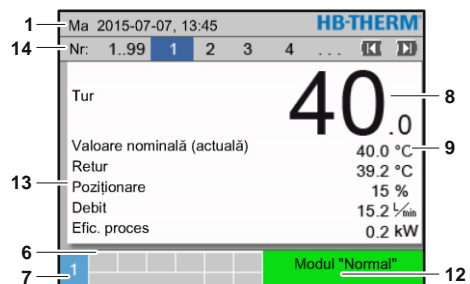 1 Ma 2015-07-07, 13:45 HB-THERM
14 Nr: 1..99 1 2 3 4 ...
Tur 40.0 8
Valoare nominală (actuală) 40.0 °C 9
Retur 39.2 °C
13 Poziționare 15 %
Debit 15.2 L/min
Efic. proces 0.2 kW
6
7 1 Modul "Normal" 12